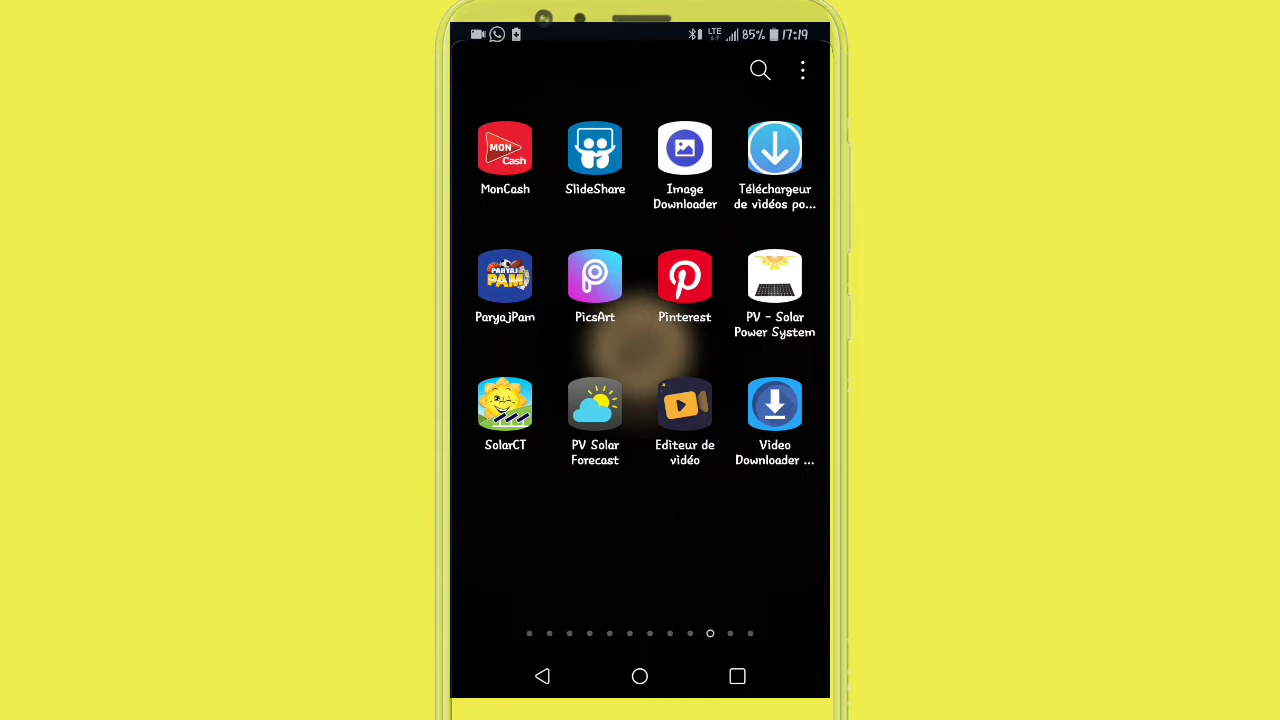 LTE 85% 17:19
MON
Cash
MonCash
SlideShare
Image
Downloader
Téléchargeur
de vidéos po...
PARYAJ
PAM
ParyajPam
PicsArt
Pinterest
PV - Solar
Power System
SolarCT
PV Solar
Forecast
Editeur de
vidéo
Video
Downloader ...